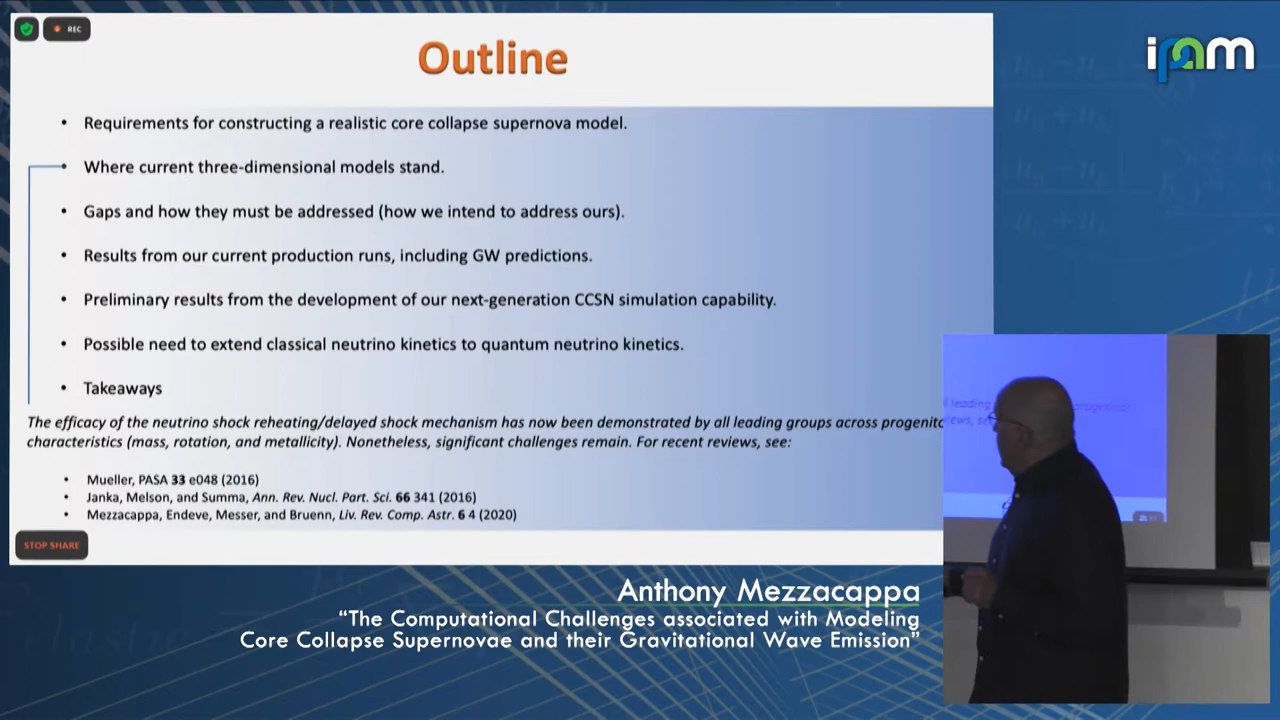 REC
ipam
Outline
• Requirements for constructing a realistic core collapse supernova model.
• Where current three-dimensional models stand.
• Gaps and how they must be addressed (how we intend to address ours).
• Results from our current production runs, including GW predictions.
• Preliminary results from the development of our next-generation CCSN simulation capability.
• Possible need to extend classical neutrino kinetics to quantum neutrino kinetics.
• Takeaways
The efficacy of the neutrino shock reheating/delayed shock mechanism has now been demonstrated by all leading groups across progenito
characteristics (mass, rotation, and metallicity). Nonetheless, significant challenges remain. For recent reviews, see:
• Mueller, PASA 33 e048 (2016)
• Janka, Melson, and Summa, Ann. Rev. Nucl. Part. Sci. 66 341 (2016)
• Mezzacappa, Endeve, Messer, and Bruenn, Liv. Rev. Comp. Astr. 6 4 (2020)
STOP SHARE
leading
Anthony Mezzacappa
“The Computational Challenges associated with Modeling
Core Collapse Supernovae and their Gravitational Wave Emission”